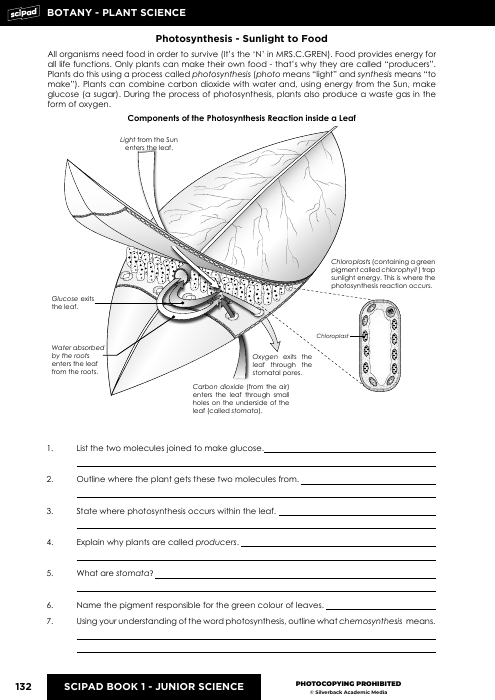 scipad BOTANY - PLANT SCIENCE
Photosynthesis - Sunlight to Food
All organisms need food in order to survive (It's the 'N' in MRS.C.GREN). Food provides energy for
all life functions. Only plants can make their own food - that's why they are called "producers".
Plants do this using a process called photosynthesis (photo means "light" and synthesis means "to
make"). Plants can combine carbon dioxide with water and, using energy from the Sun, make
glucose (a sugar). During the process of photosynthesis, plants also produce a waste gas in the
form of oxygen.
Components of the Photosynthesis Reaction inside a Leaf
Light from the Sun
enters the leaf.
Chloroplasts (containing a green
pigment called chlorophyll) trap
sunlight energy. This is where the
photosynthesis reaction occurs.
Glucose exits
the leaf.
Chloroplast
Water absorbed
by the roots
enters the leaf
from the roots.
Oxygen exits the
leaf through the
stomatal pores.
Carbon dioxide (from the air)
enters the leaf through small
holes on the underside of the
leaf (called stomata).
1. List the two molecules joined to make glucose.
2. Outline where the plant gets these two molecules from.
3. State where photosynthesis occurs within the leaf.
4. Explain why plants are called producers.
5. What are stomata?
6. Name the pigment responsible for the green colour of leaves.
7. Using your understanding of the word photosynthesis, outline what chemosynthesis means.
132 SCIPAD BOOK 1 - JUNIOR SCIENCE
PHOTOCOPYING PROHIBITED
© Silverback Academic Media